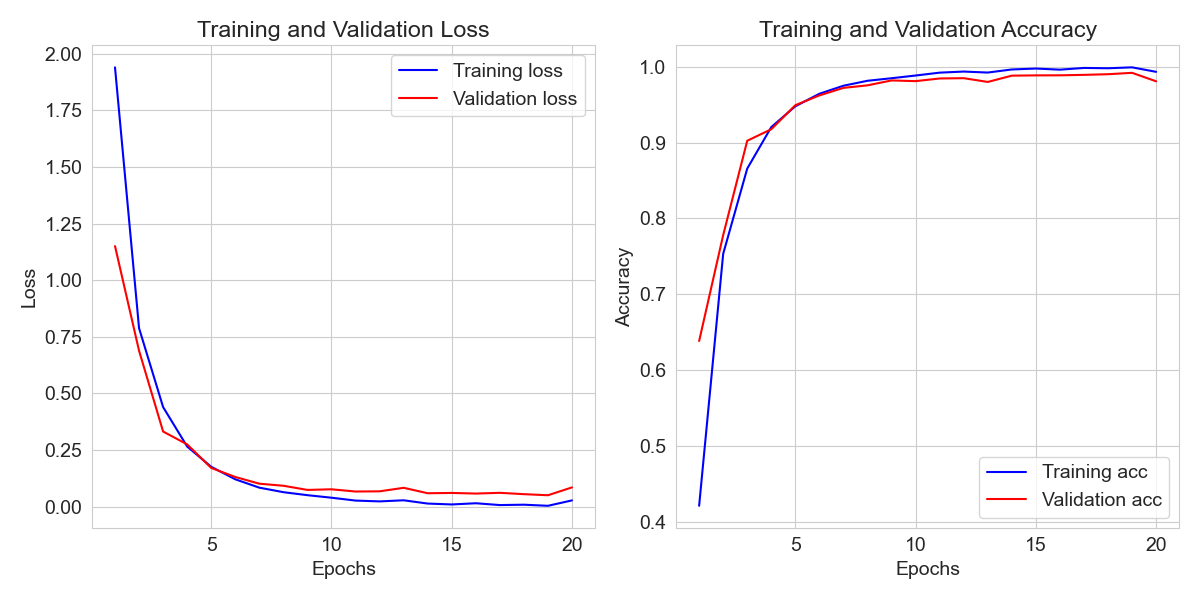 Training and Validation Loss
2.00
1.75
1.50
1.25
1.00
0.75
0.50
0.25
0.00
Loss
Training loss
Validation loss
5
10
15
20
Epochs
Training and Validation Accuracy
1.0
0.9
0.8
0.7
0.6
0.5
0.4
Accuracy
Training acc
Validation acc
5
10
15
20
Epochs